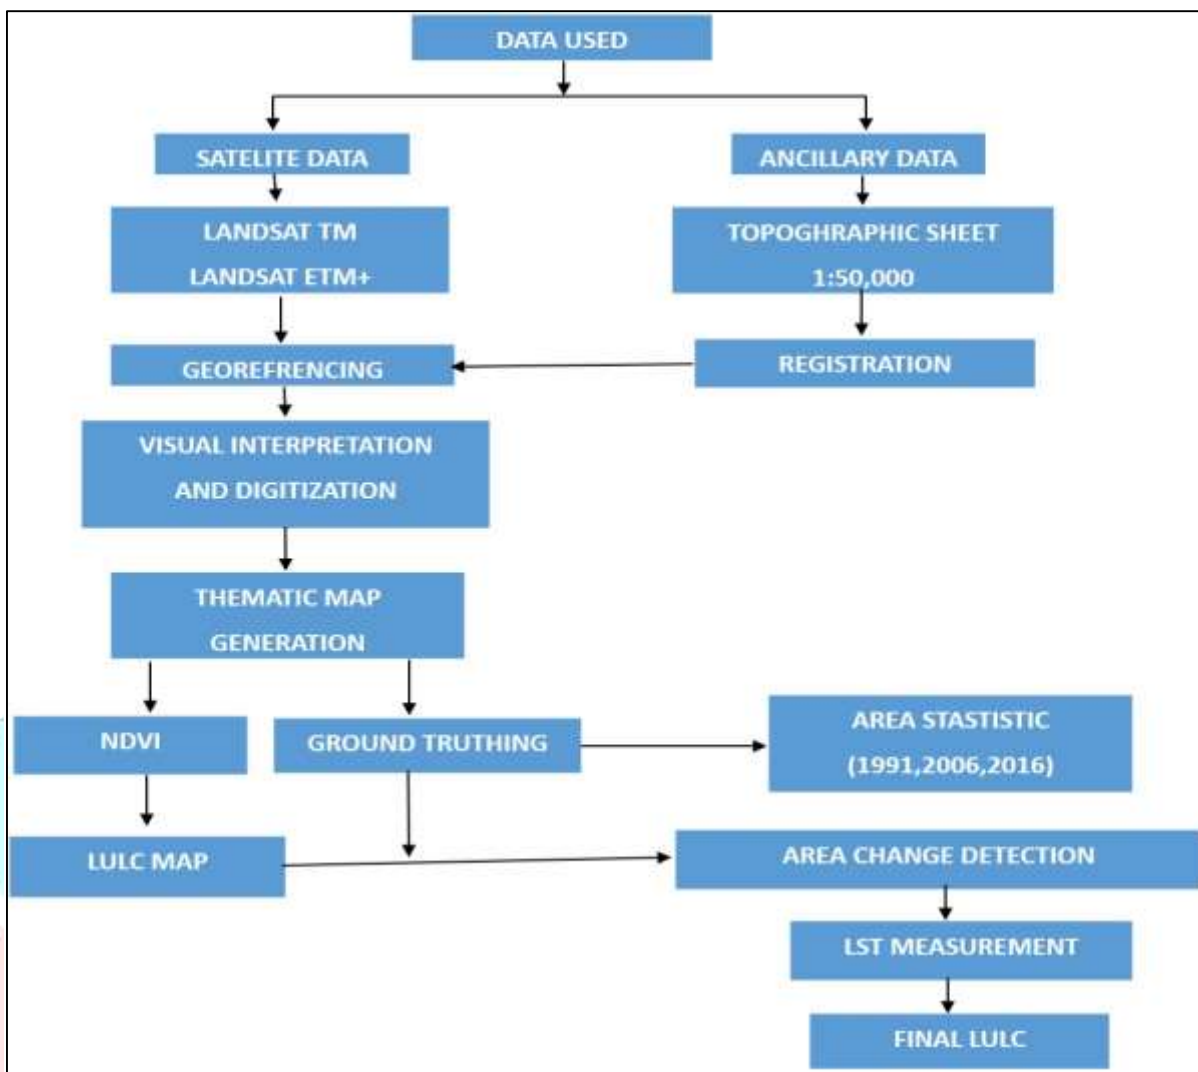 DATA USED
SATELITE DATA
ANCILLARY DATA
LANDSAT TM
LANDSAT ETM+
TOPOGHRAPHIC SHEET
1:50,000
GEOREFRENCING
REGISTRATION
VISUAL INTERPRETATION
AND DIGITIZATION
THEMATIC MAP
GENERATION
NDVI
GROUND TRUTHING
AREA STASTISTIC
(1991,2006,2016)
LULC MAP
AREA CHANGE DETECTION
LST MEASUREMENT
FINAL LULC